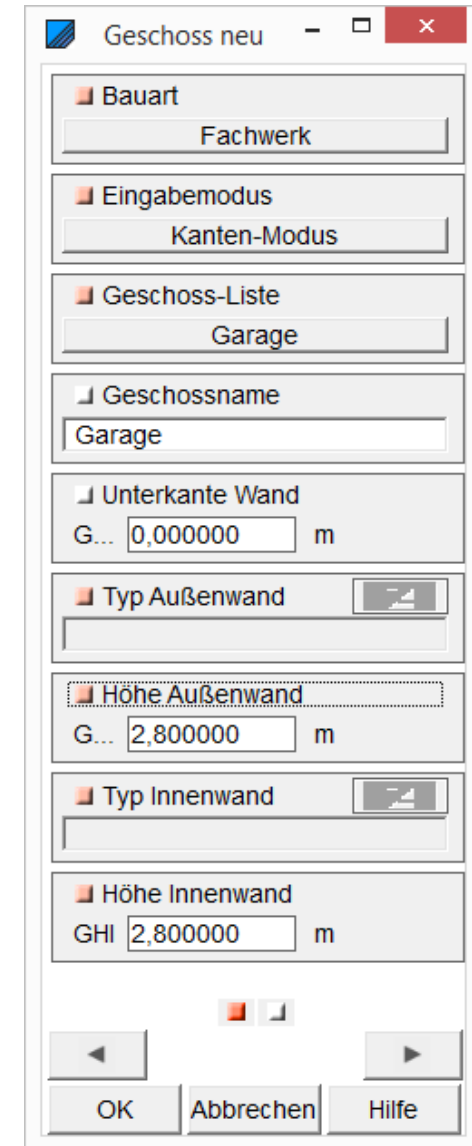 Geschoss neu
Bauart
Fachwerk
Eingabemodus
Kanten-Modus
Geschoss-Liste
Garage
Geschossname
Garage
Unterkante Wand
G... 0,000000 m
Typ Außenwand
Höhe Außenwand
G... 2,800000 m
Typ Innenwand
Höhe Innenwand
GHI 2,800000 m
OK Abbrechen Hilfe